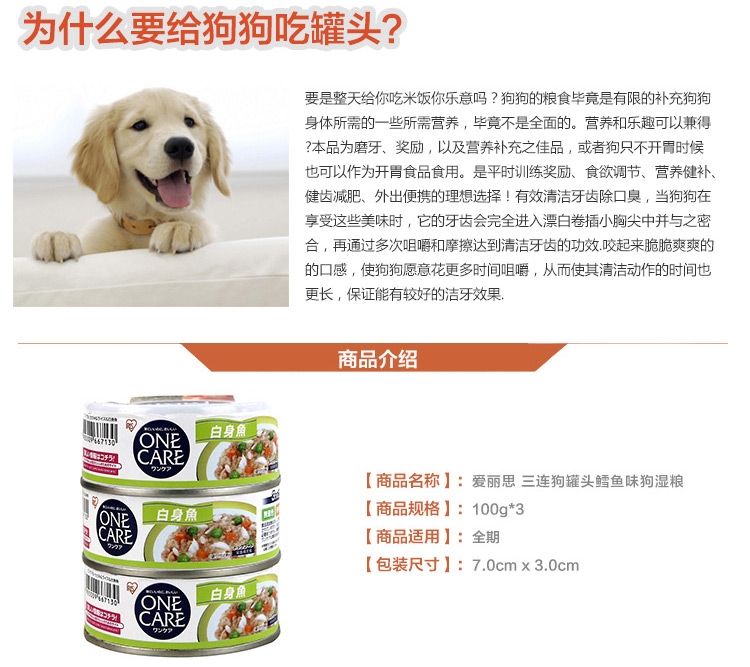 为什么要给狗狗吃罐头?
要是整天给你吃米饭你乐意吗？狗狗的粮食毕竟是有限的补充狗狗
身体所需的一些所需营养，毕竟不是全面的。营养和乐趣可以兼得
?本品为磨牙、奖励，以及营养补充之佳品，或者狗只不开胃时候
也可以作为开胃食品食用。是平时训练奖励、食欲调节、营养健补、
健齿减肥、外出便携的理想选择！有效清洁牙齿除口臭，当狗狗在
享受这些美味时，它的牙齿会完全进入漂白卷插小胸尖中并与之密
合，再通过多次咀嚼和摩擦达到清洁牙齿的功效.咬起来脆脆爽爽的
的口感，使狗狗愿意花更多时间咀嚼，从而使其清洁动作的时间也
更长，保证能有较好的洁牙效果.
商品介绍
ONE
CARE
ワンケア
白身魚
ONE
CARE
ワンケア
白身魚
ONE
CARE
ワンケア
白身魚
【商品名称】：爱丽思 三连狗罐头鳕鱼味狗湿粮
【商品规格】：100g*3
【商品适用】：全期
【包装尺寸】：7.0cm x 3.0cm